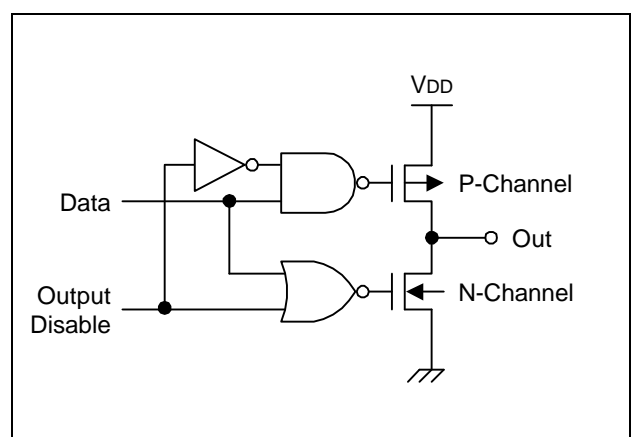 VDD
P-Channel
Data
Out
N-Channel
Output
Disable